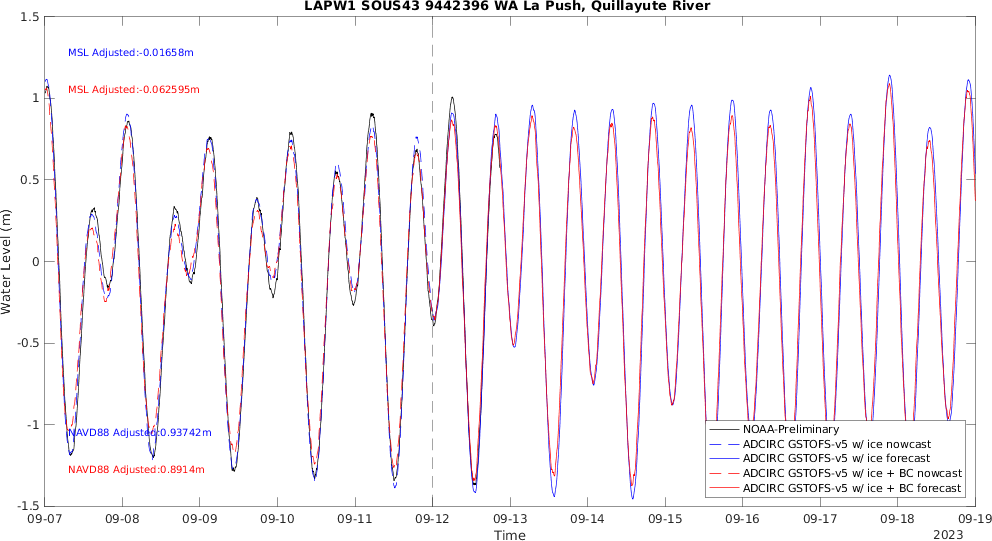 LAPW1 SOUS43 9442396 WA La Push, Quillayute River
1.5
1
0.5
0
-0.5
-1
-1.5
Water Level (m)
MSL Adjusted:-0.01658m
MSL Adjusted:-0.062595m
NAVD88 Adjusted:0.93742m
NAVD88 Adjusted:0.8914m
NOAA-Preliminary
ADCIRC GSTOFS-v5 w/ ice nowcast
ADCIRC GSTOFS-v5 w/ ice forecast
ADCIRC GSTOFS-v5 w/ ice + BC nowcast
ADCIRC GSTOFS-v5 w/ ice + BC forecast
09-07 09-08 09-09 09-10 09-11 09-12 09-13 09-14 09-15 09-16 09-17 09-18 09-19
Time
2023